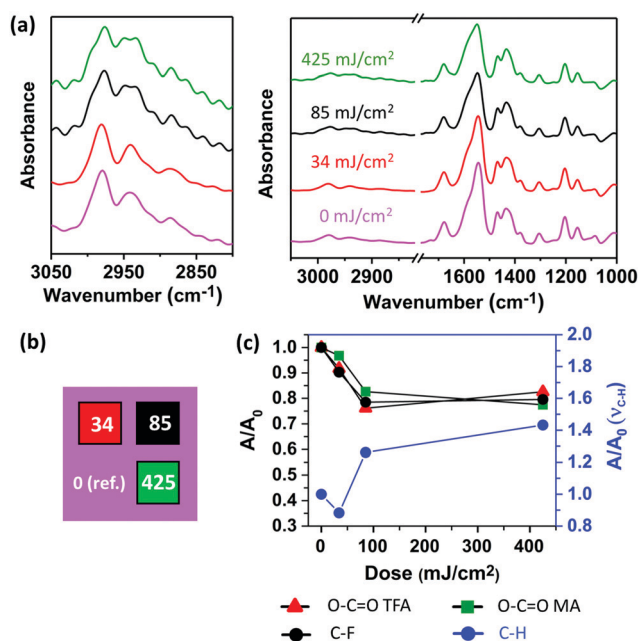 (a)
Absorbance
425 mJ/cm²
85 mJ/cm²
34 mJ/cm²
0 mJ/cm²
Absorbance
3050 2950 2850
Wavenumber (cm⁻¹)
3000 2900 1600 1400 1200 1000
Wavenumber (cm⁻¹)
(b)
34 85
0 (ref.) 425
(c)
A/A₀
1.0
0.9
0.8
0.7
0.6
0.5
0.4
0.3
2.0
1.8
1.6
1.4
1.2
1.0
0.8
A/A₀ (ν_C-H)
0 100 200 300 400
Dose (mJ/cm²)
O-C=O TFA O-C=O MA
C-F C-H